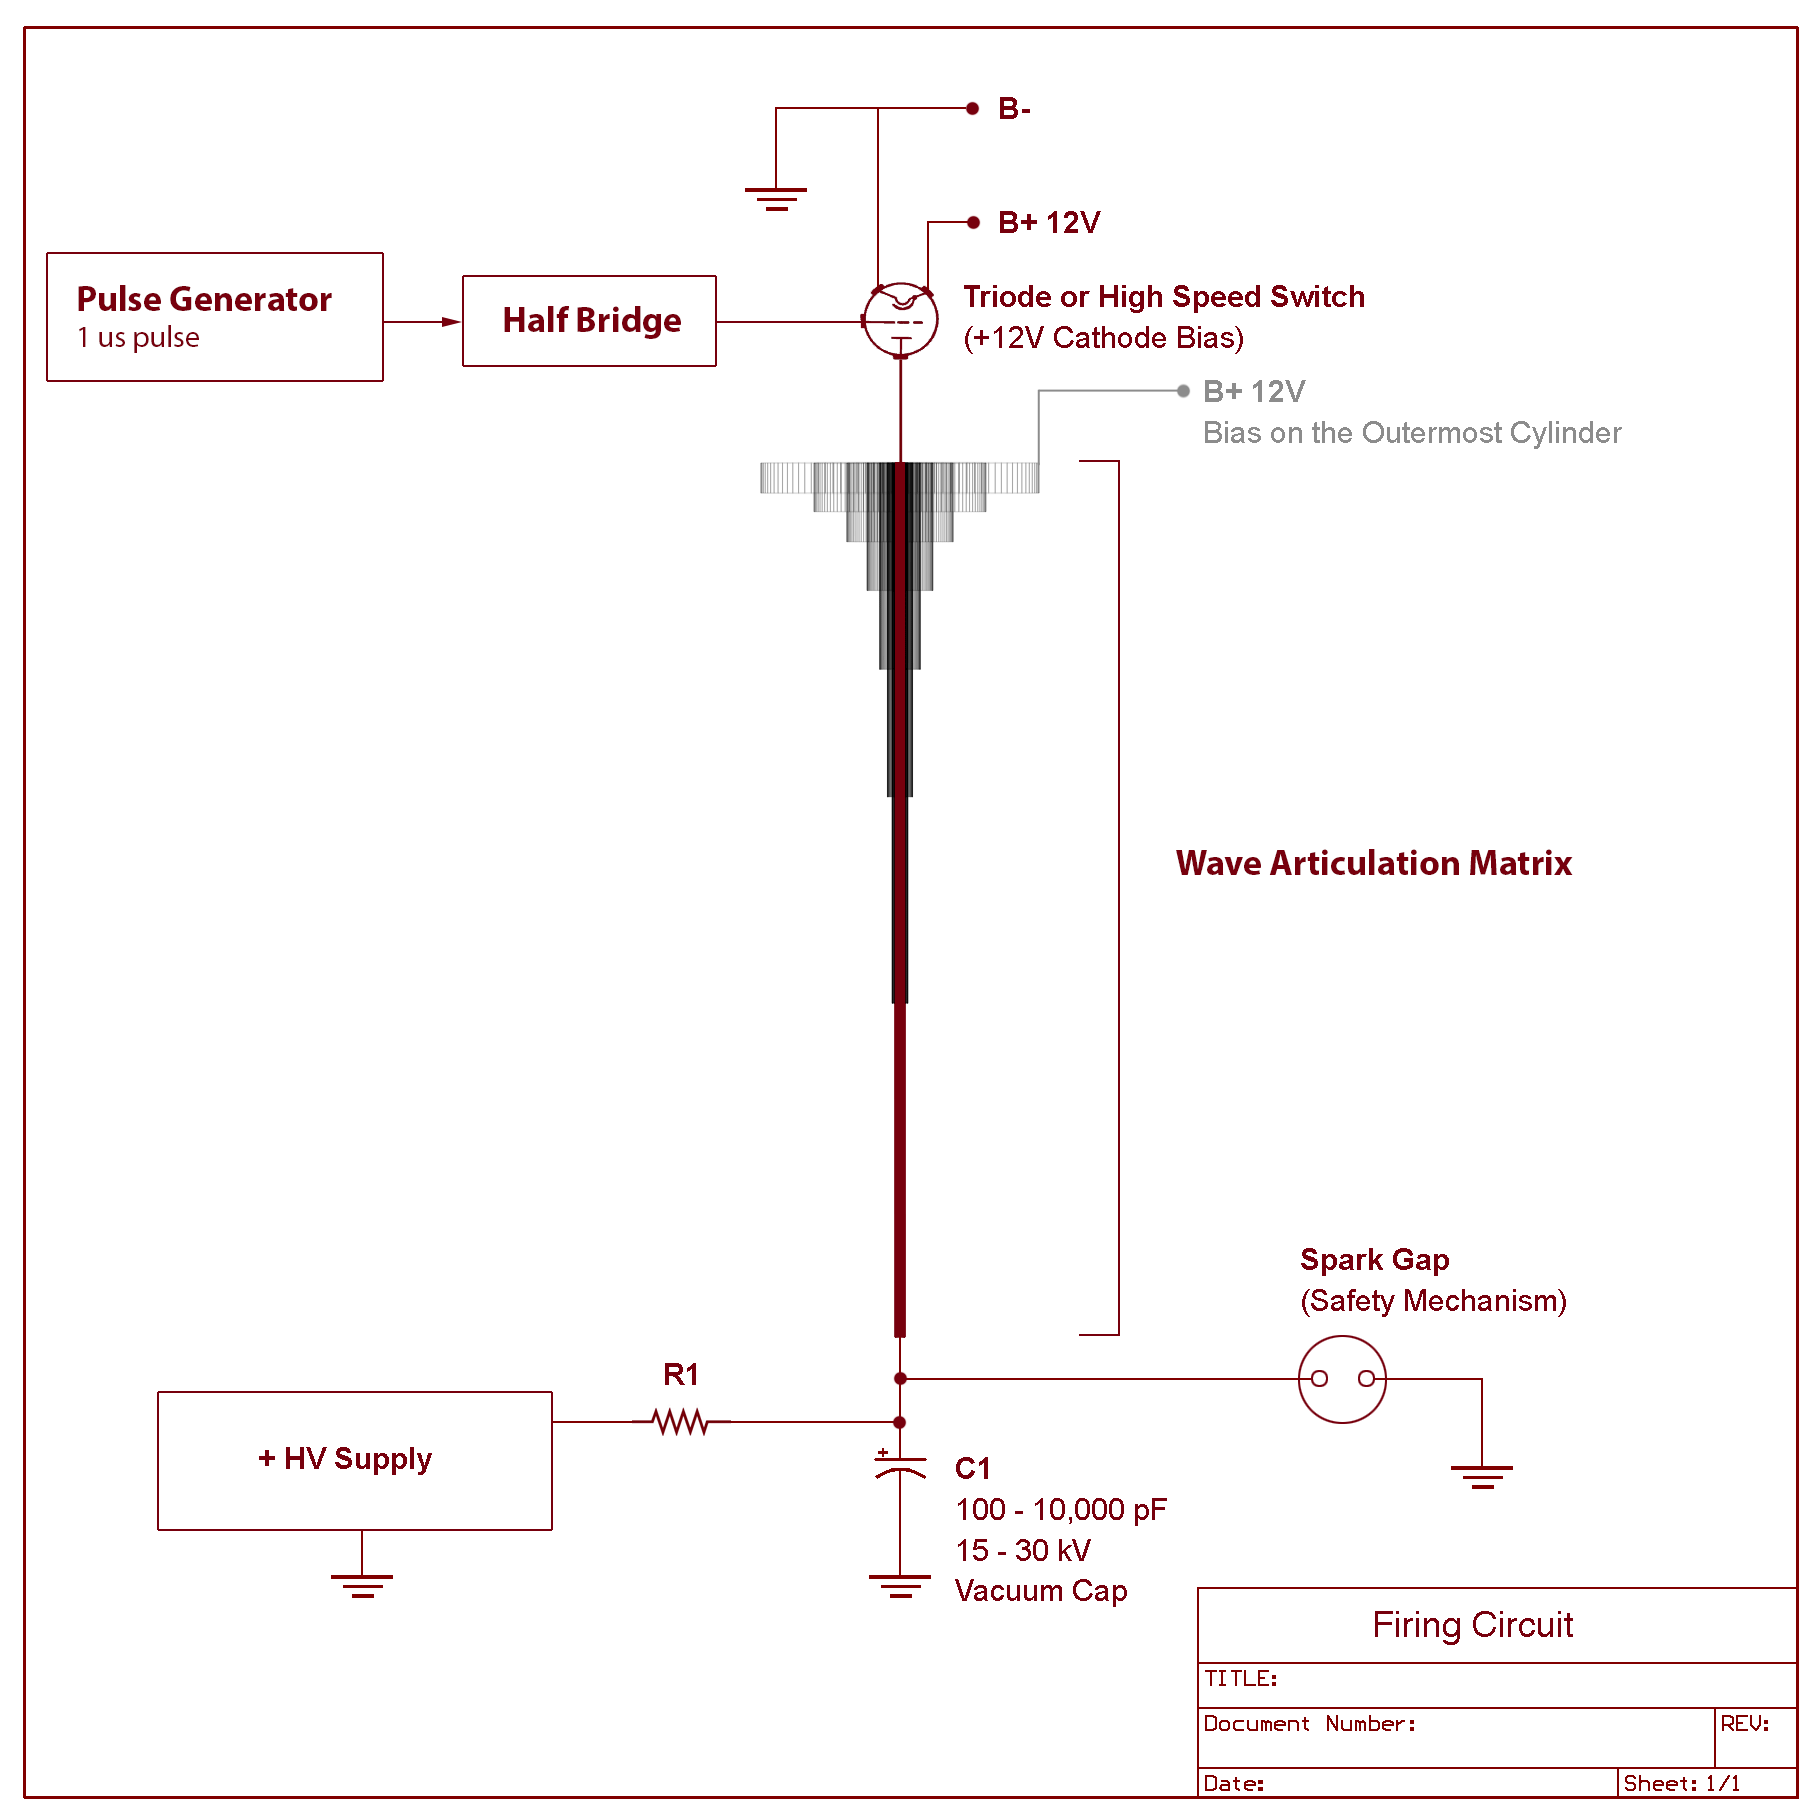 B-
B+ 12V
Pulse Generator
1 us pulse
Half Bridge
Triode or High Speed Switch
(+12V Cathode Bias)
B+ 12V
Bias on the Outermost Cylinder
Wave Articulation Matrix
Spark Gap
(Safety Mechanism)
R1
+ HV Supply
+
C1
100 - 10,000 pF
15 - 30 kV
Vacuum Cap
Firing Circuit
TITLE:
Document Number:
REV:
Date:
Sheet: 1/1